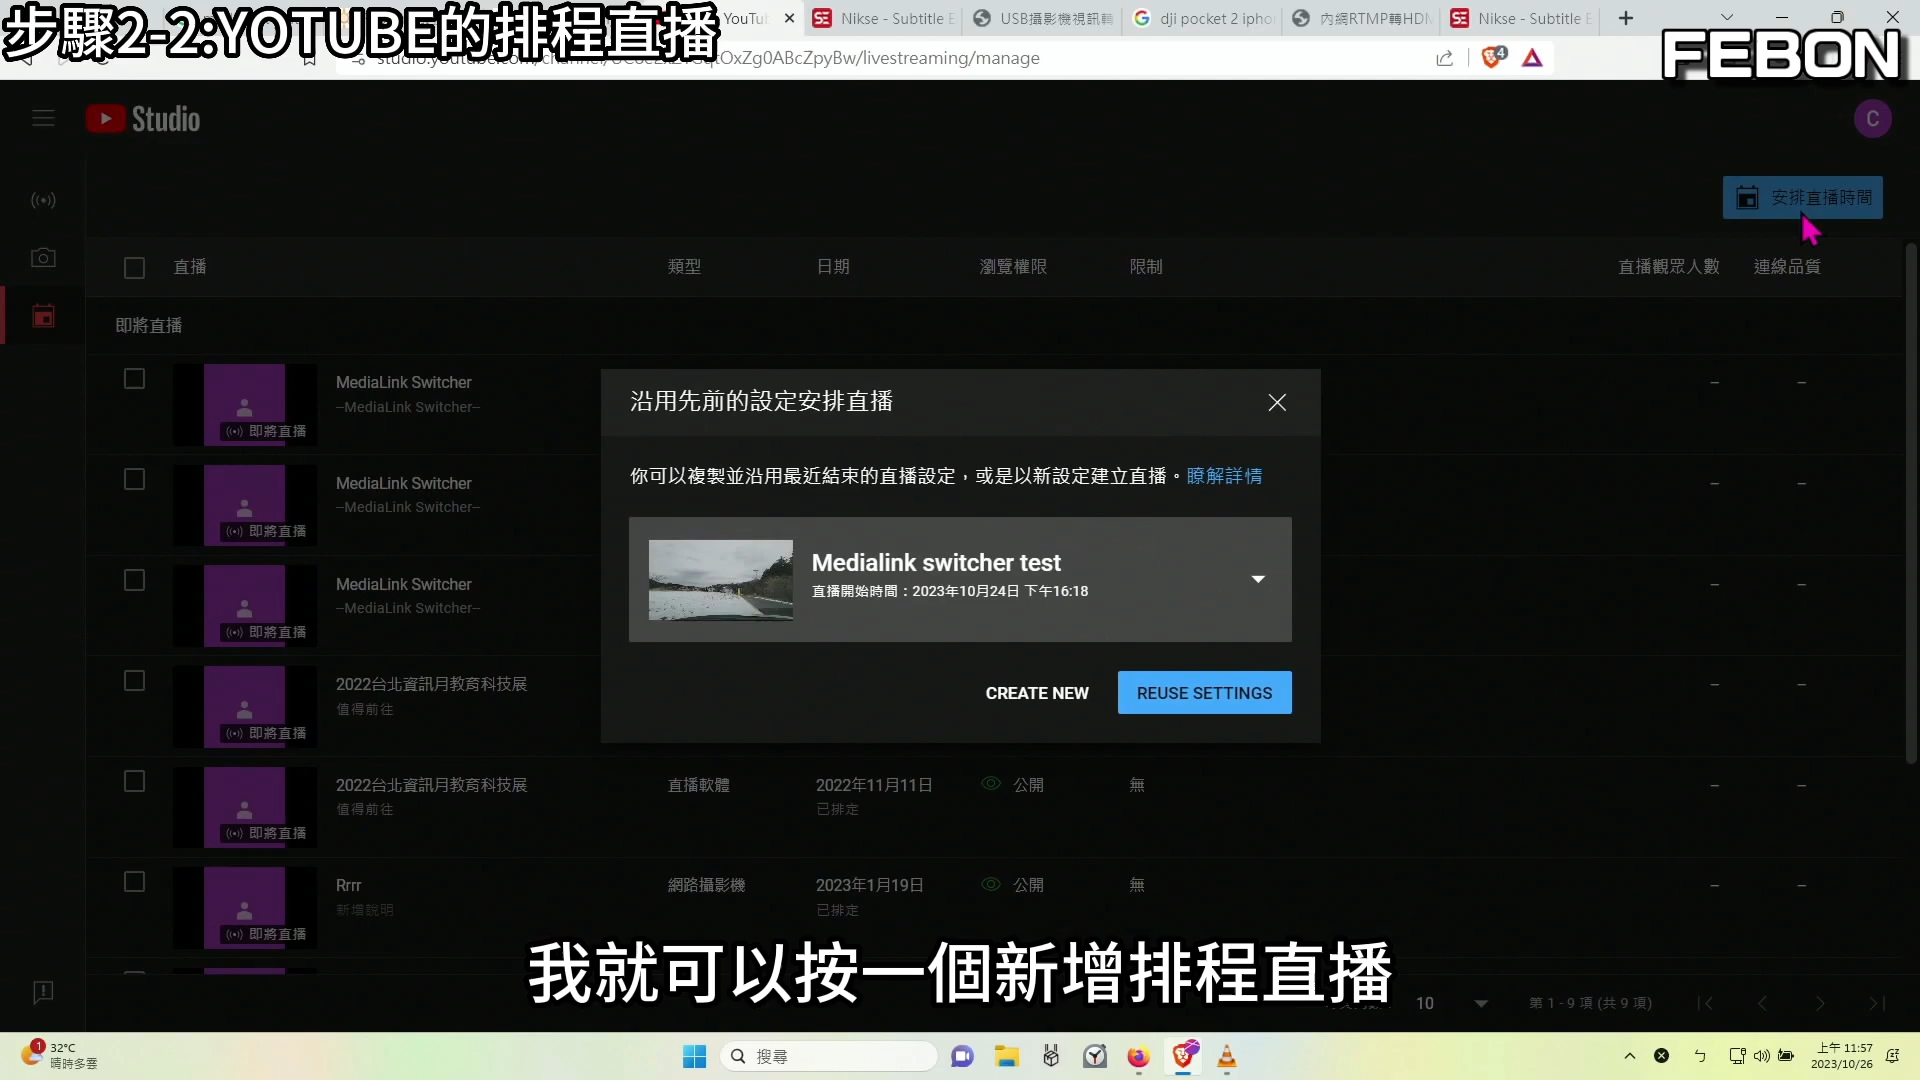 步驟2-2:YOTUBE的排程直播
YouTub
Nikse - Subtitle E
USB攝影機視訊轉
dji pocket 2 ipho
內網RTMP轉HDM
Nikse - Subtitle E
FEBON
/livestreaming/manage
4
Studio
C
安排直播時間
直播
類型
日期
瀏覽權限
限制
直播觀眾人數
連線品質
即將直播
MediaLink Switcher
--MediaLink Switcher--
即將直播
MediaLink Switcher
--MediaLink Switcher--
即將直播
MediaLink Switcher
--MediaLink Switcher--
即將直播
2022台北資訊月教育科技展
值得前往
即將直播
沿用先前的設定安排直播
你可以複製並沿用最近結束的直播設定，或是以新設定建立直播。瞭解詳情
Medialink switcher test
直播開始時間：2023年10月24日 下午16:18
CREATE NEW
REUSE SETTINGS
2022台北資訊月教育科技展
值得前往
即將直播
直播軟體
2022年11月11日
已排定
公開
無
Rrrr
新增說明
即將直播
網路攝影機
2023年1月19日
已排定
公開
無
我就可以按一個新增排程直播
10
第 1 - 9 項 (共 9 項)
1
32°C
晴時多雲
搜尋
上午 11:57
2023/10/26